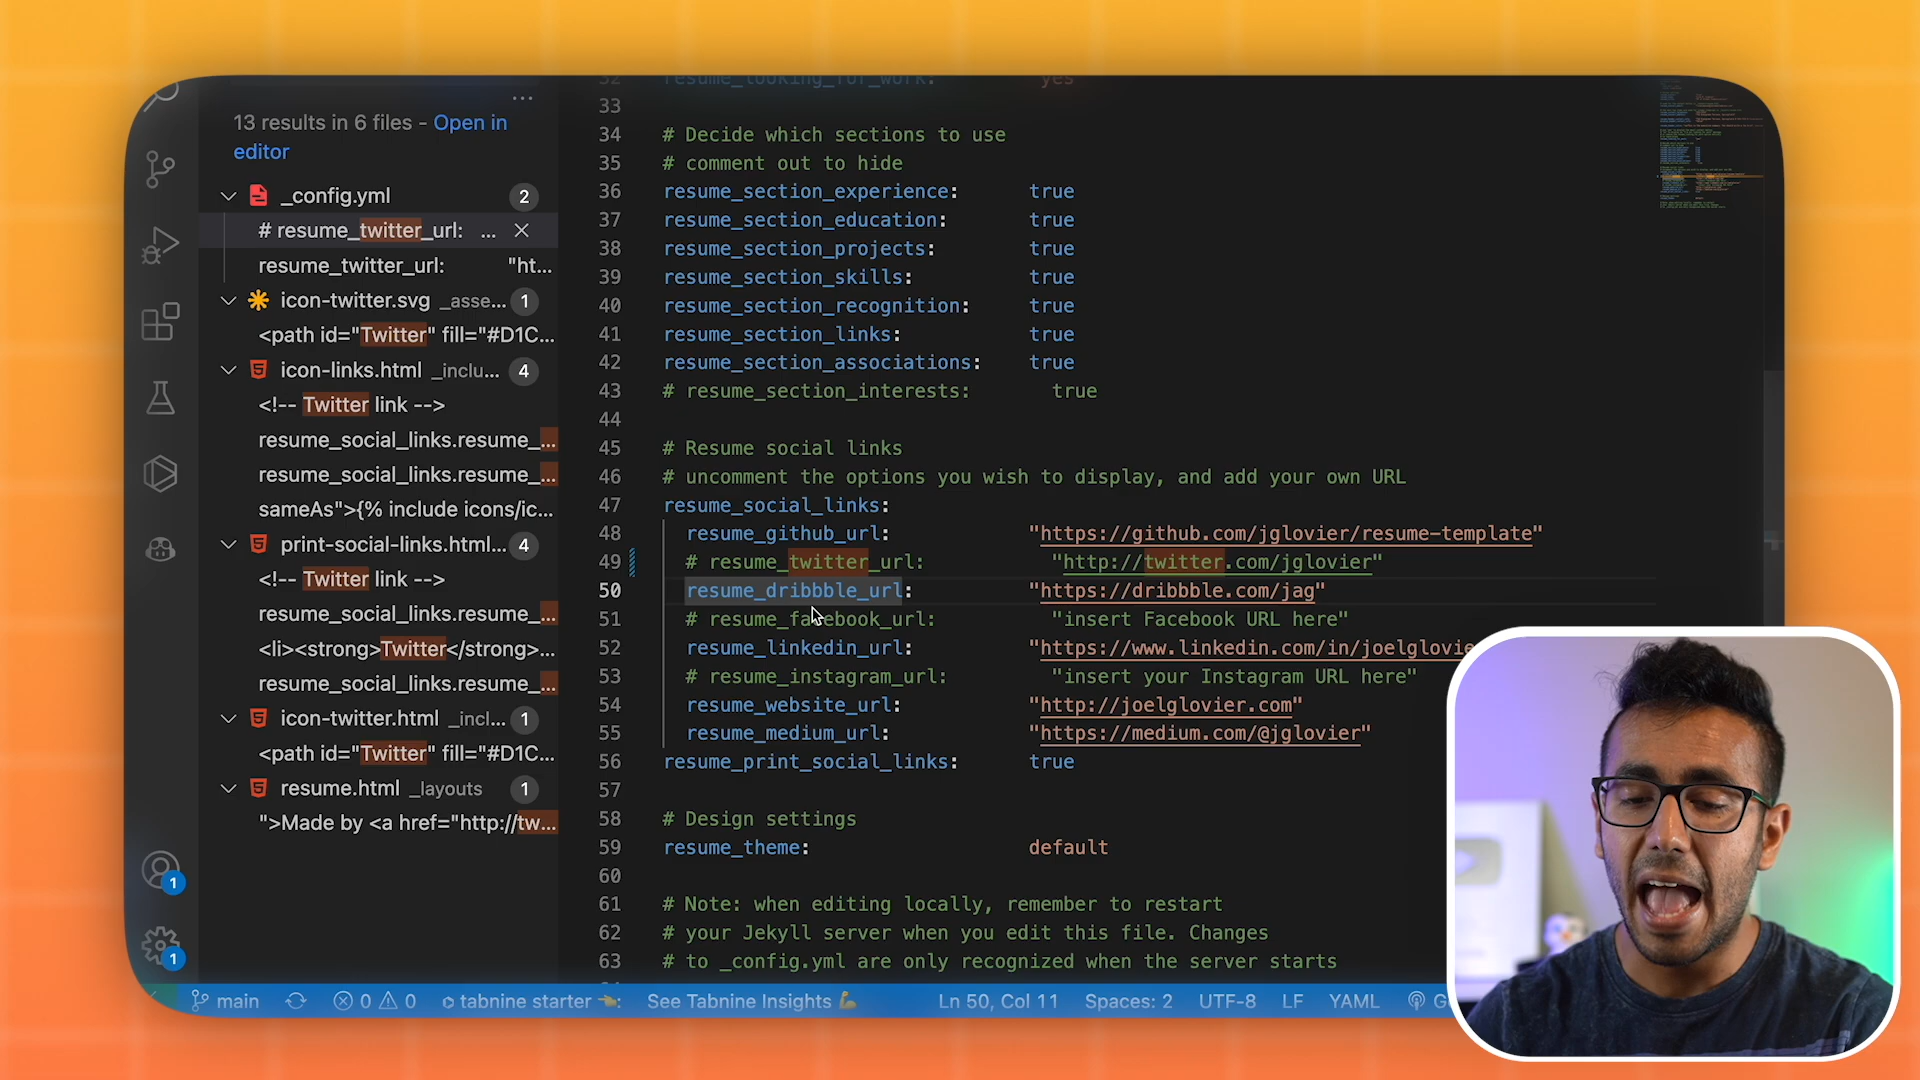 13 results in 6 files - Open in
editor
_config.yml 2
# resume_twitter_url: ...
resume_twitter_url: "ht...
icon-twitter.svg _asse... 1
<path id="Twitter" fill="#D1C...
icon-links.html _inclu... 4
<!-- Twitter link -->
resume_social_links.resume_...
resume_social_links.resume_...
sameAs">{% include icons/ic...
print-social-links.html... 4
<!-- Twitter link -->
resume_social_links.resume_...
<li><strong>Twitter</strong>...
resume_social_links.resume_...
icon-twitter.html _incl... 1
<path id="Twitter" fill="#D1C...
resume.html _layouts 1
">Made by <a href="http://tw...
1
1
32 resume_looking_for_work: yes
33
34 # Decide which sections to use
35 # comment out to hide
36 resume_section_experience: true
37 resume_section_education: true
38 resume_section_projects: true
39 resume_section_skills: true
40 resume_section_recognition: true
41 resume_section_links: true
42 resume_section_associations: true
43 # resume_section_interests: true
44
45 # Resume social links
46 # uncomment the options you wish to display, and add your own URL
47 resume_social_links:
48 resume_github_url: "https://github.com/jglovier/resume-template"
49 # resume_twitter_url: "http://twitter.com/jglovier"
50 resume_dribbble_url: "https://dribbble.com/jag"
51 # resume_facebook_url: "insert Facebook URL here"
52 resume_linkedin_url: "https://www.linkedin.com/in/joelglovie
53 # resume_instagram_url: "insert your Instagram URL here"
54 resume_website_url: "http://joelglovier.com"
55 resume_medium_url: "https://medium.com/@jglovier"
56 resume_print_social_links: true
57
58 # Design settings
59 resume_theme: default
60
61 # Note: when editing locally, remember to restart
62 # your Jekyll server when you edit this file. Changes
63 # to _config.yml are only recognized when the server starts
main 0 0 tabnine starter : See Tabnine Insights Ln 50, Col 11 Spaces: 2 UTF-8 LF YAML G